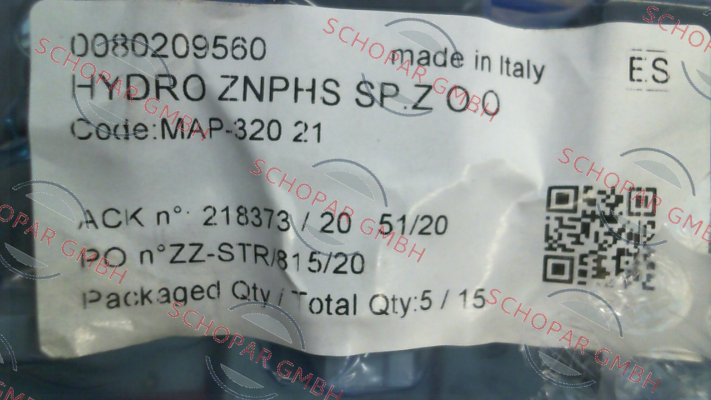 0080209560 made in Italy ES
HYDRO ZNPHS SP.Z O.O
Code:MAP-320 21
ACK n° 218373 / 20 51/20
PO n°ZZ-STR/815/20
Packaged Qty / Total Qty:5 / 15
SCHOPAR GMBH
SCHOPAR GMBH
SCHOPAR GMBH
SCHOPAR GMBH
SCHOPAR GMBH
SCHOPAR GMBH
SCHOPAR GMBH